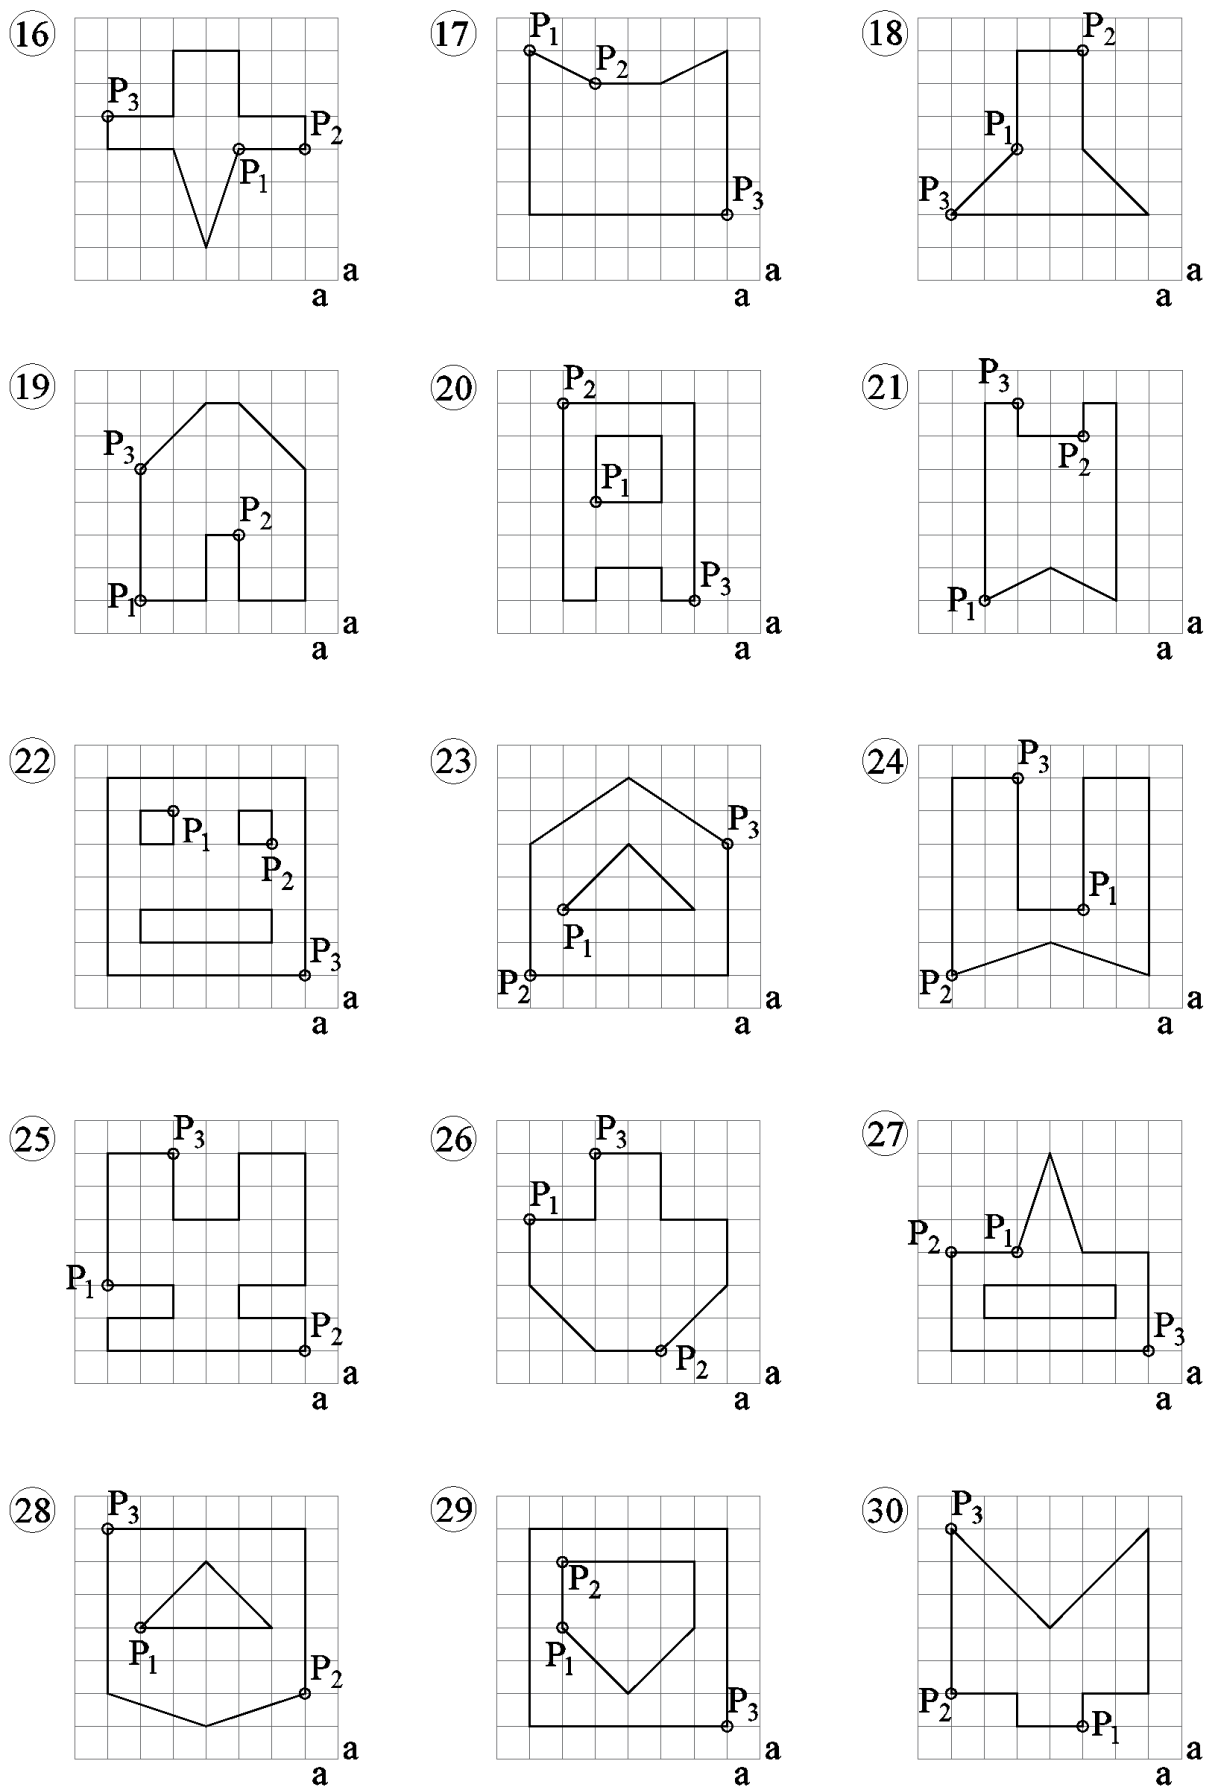 16 17 18
P1 P2
P3 P2 P1 P2 P1 P3 P3
a a a
a a a
19 20 21
P2 P3
P3 P2 P1 P2
P1 P3 P1
a a a
a a a
22 23 24
P3
P1 P2 P3 P1
P3 P1 P2 P2
a a a
a a a
25 26 27
P3 P3
P1 P1 P2 P1
P2 P2 P3
a a a
a a a
28 29 30
P3 P2 P3
P1 P2 P1 P3 P2 P1
a a a
a a a